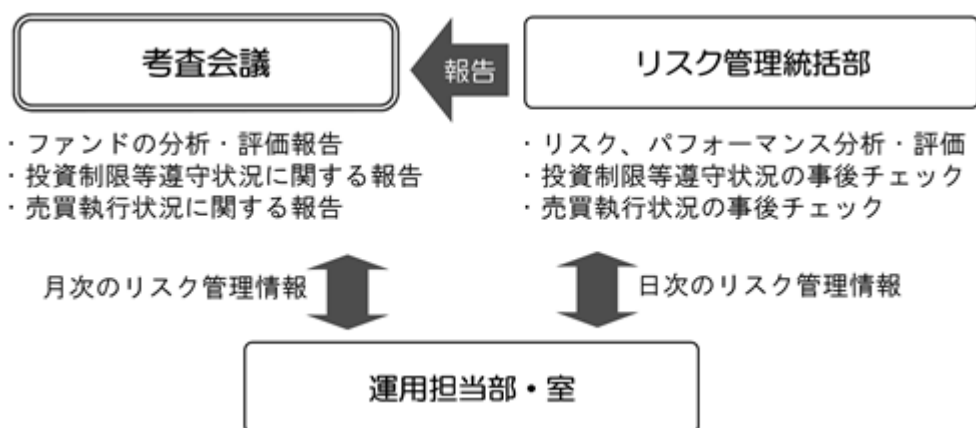 考査会議
報告
リスク管理統括部
・ファンドの分析・評価報告
・投資制限等遵守状況に関する報告
・売買執行状況に関する報告
・リスク、パフォーマンス分析・評価
・投資制限等遵守状況の事後チェック
・売買執行状況の事後チェック
月次のリスク管理情報
日次のリスク管理情報
運用担当部・室